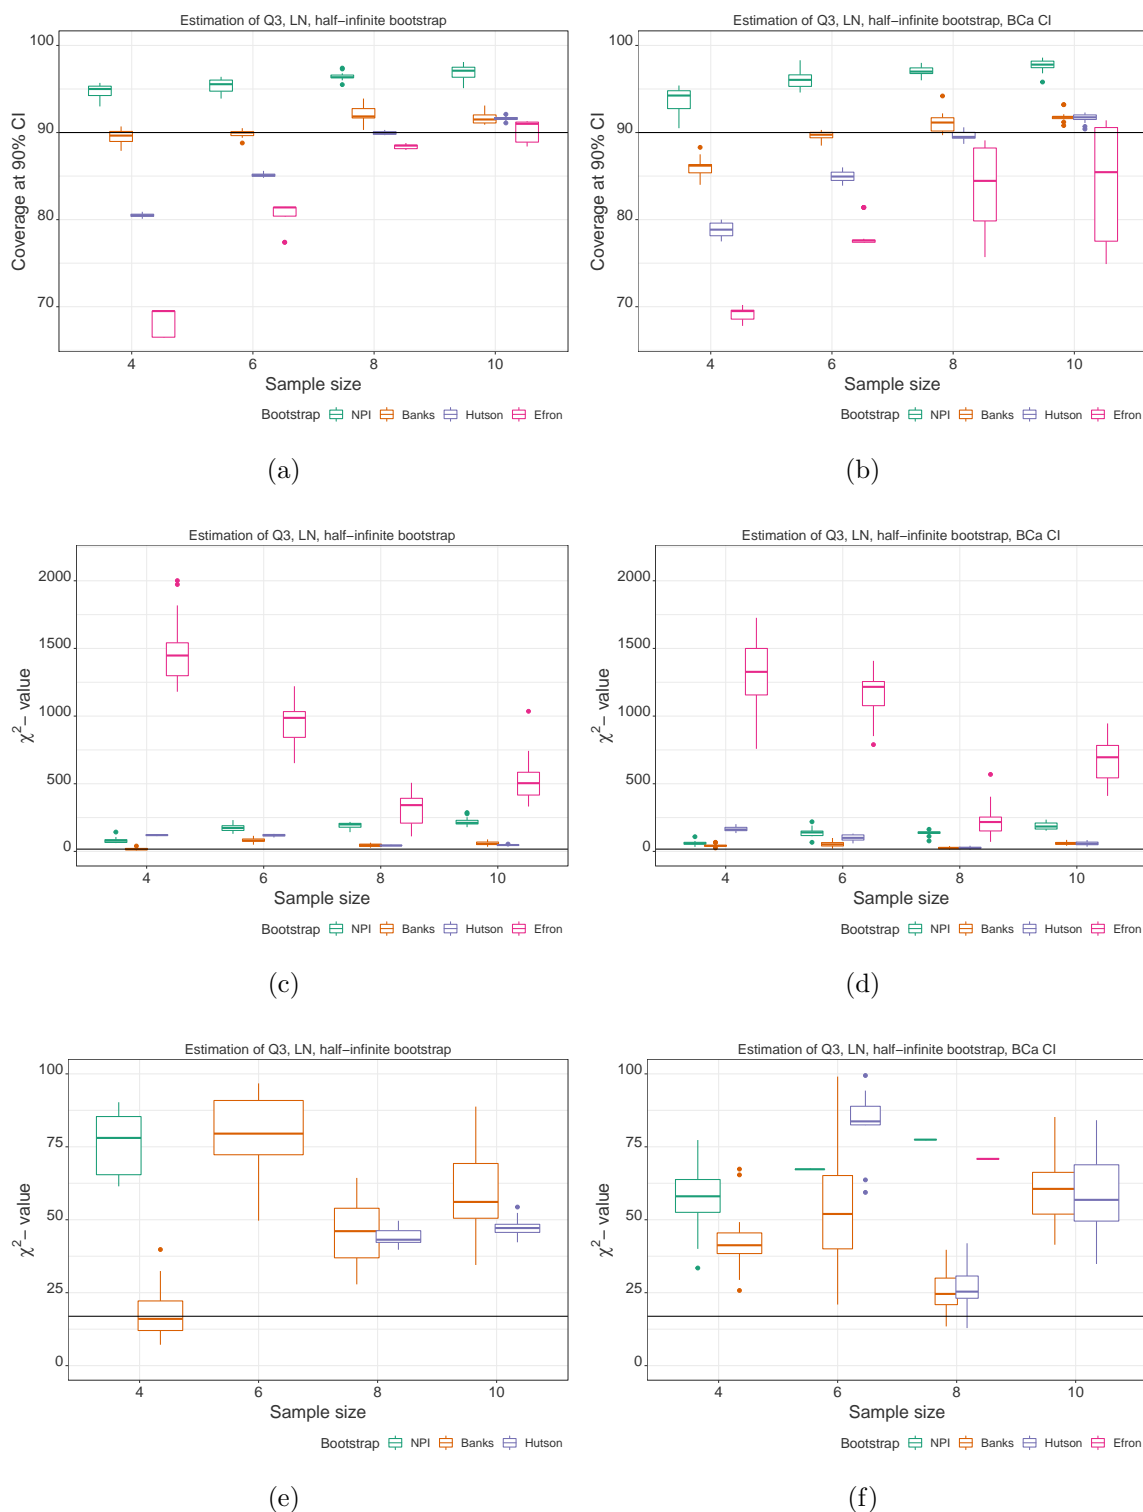 Estimation of Q3, LN, half−infinite bootstrap
100
90
80
70
Coverage at 90% CI
4 6 8 10
Sample size
Bootstrap NPI Banks Hutson Efron
(a)
Estimation of Q3, LN, half−infinite bootstrap, BCa CI
100
90
80
70
Coverage at 90% CI
4 6 8 10
Sample size
Bootstrap NPI Banks Hutson Efron
(b)
Estimation of Q3, LN, half−infinite bootstrap
2000
1500
1000
500
0
χ²− value
4 6 8 10
Sample size
Bootstrap NPI Banks Hutson Efron
(c)
Estimation of Q3, LN, half−infinite bootstrap, BCa CI
2000
1500
1000
500
0
χ²− value
4 6 8 10
Sample size
Bootstrap NPI Banks Hutson Efron
(d)
Estimation of Q3, LN, half−infinite bootstrap
100
75
50
25
0
χ²− value
4 6 8 10
Sample size
Bootstrap NPI Banks Hutson
(e)
Estimation of Q3, LN, half−infinite bootstrap, BCa CI
100
75
50
25
0
χ²− value
4 6 8 10
Sample size
Bootstrap NPI Banks Hutson Efron
(f)